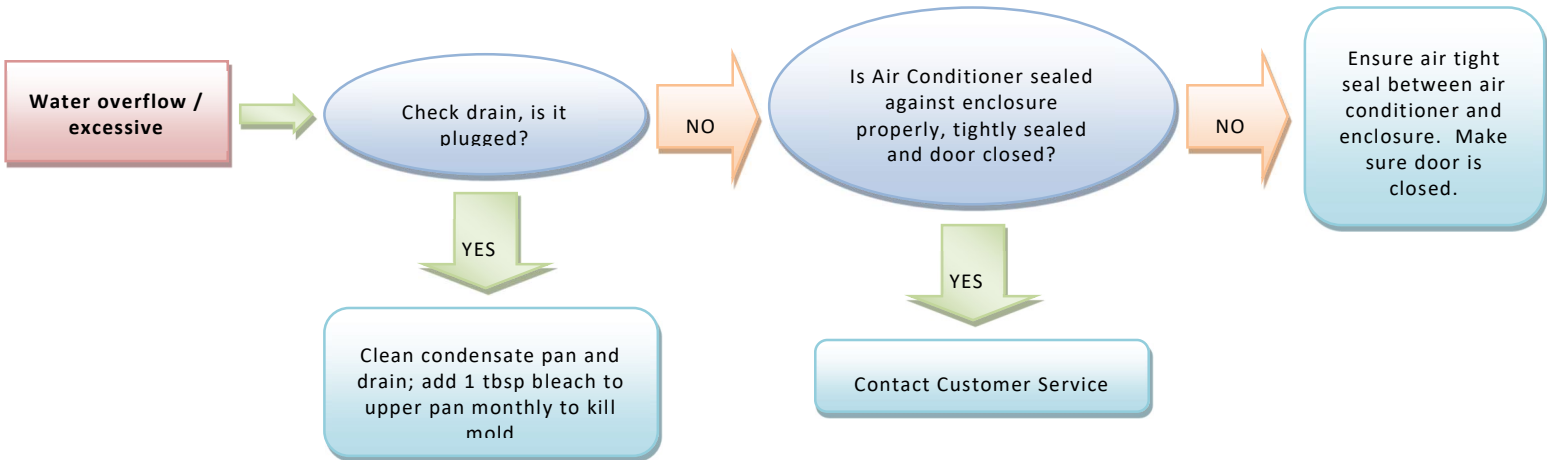 Water overflow /
excessive
Check drain, is it
plugged?
NO
Is Air Conditioner sealed
against enclosure
properly, tightly sealed
and door closed?
NO
Ensure air tight
seal between air
conditioner and
enclosure.  Make
sure door is
closed.
YES
YES
Clean condensate pan and
drain; add 1 tbsp bleach to
upper pan monthly to kill
mold
Contact Customer Service